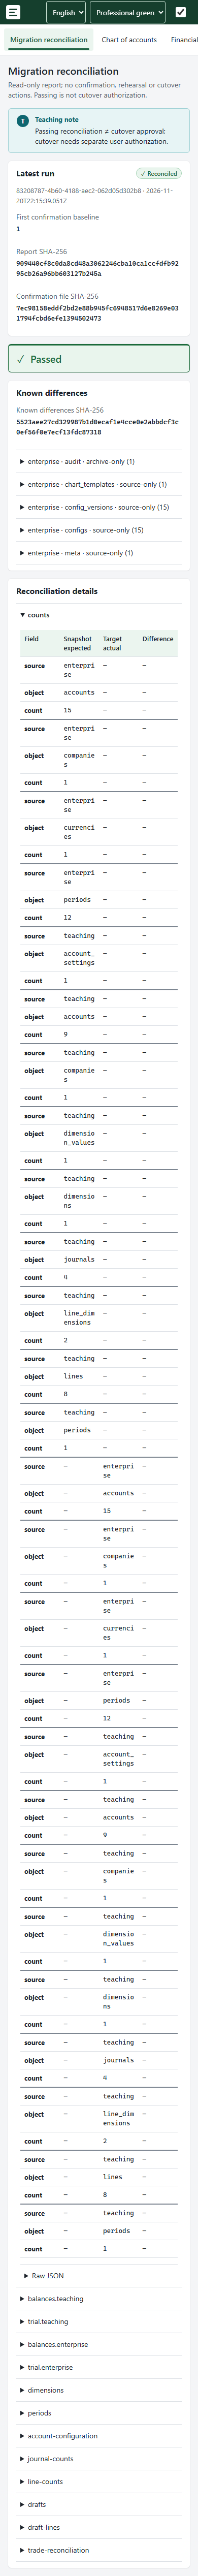 English
Professional green
Migration reconciliation
Chart of accounts
Financial
Migration reconciliation
Read-only report; no confirmation, rehearsal or cutover actions. Passing is not cutover authorization.
T
Teaching note
Passing reconciliation ≠ cutover approval; cutover needs separate user authorization.
Latest run
✓ Reconciled
83208787-4b60-4188-aec2-062d05d302b8 · 2026-11-20T22:15:39.051Z
First confirmation baseline
1
Report SHA-256
Confirmation file SHA-256
✓ Passed
Known differences
Known differences SHA-256
▶ enterprise · audit · archive-only (1)
▶ enterprise · chart_templates · source-only (1)
▶ enterprise · config_versions · source-only (15)
▶ enterprise · configs · source-only (15)
▶ enterprise · meta · source-only (1)
Reconciliation details
▼ counts
Field Snapshot expected Target actual Difference
source enterprise — —
object accounts — —
count 15 — —
source enterprise — —
object companies — —
count 1 — —
source enterprise — —
object currencies — —
count 1 — —
source enterprise — —
object periods — —
count 12 — —
source teaching — —
object account_settings — —
count 1 — —
source teaching — —
object accounts — —
count 9 — —
source teaching — —
object companies — —
count 1 — —
source teaching — —
object dimension_values — —
count 1 — —
source teaching — —
object dimensions — —
count 1 — —
source teaching — —
object journals — —
count 4 — —
source teaching — —
object line_dimensions — —
count 2 — —
source teaching — —
object lines — —
count 8 — —
source teaching — —
object periods — —
count 1 — —
source — enterprise —
object — accounts —
count — 15 —
source — enterprise —
object — companies —
count — 1 —
source — enterprise —
object — currencies —
count — 1 —
source — enterprise —
object — periods —
count — 12 —
source — teaching —
object — account_settings —
count — 1 —
source — teaching —
object — accounts —
count — 9 —
source — teaching —
object — companies —
count — 1 —
source — teaching —
object — dimension_values —
count — 1 —
source — teaching —
object — dimensions —
count — 1 —
source — teaching —
object — journals —
count — 4 —
source — teaching —
object — line_dimensions —
count — 2 —
source — teaching —
object — lines —
count — 8 —
source — teaching —
object — periods —
count — 1 —
▶ Raw JSON
▶ balances.teaching
▶ trial.teaching
▶ balances.enterprise
▶ trial.enterprise
▶ dimensions
▶ periods
▶ account-configuration
▶ journal-counts
▶ line-counts
▶ drafts
▶ draft-lines
▶ trade-reconciliation